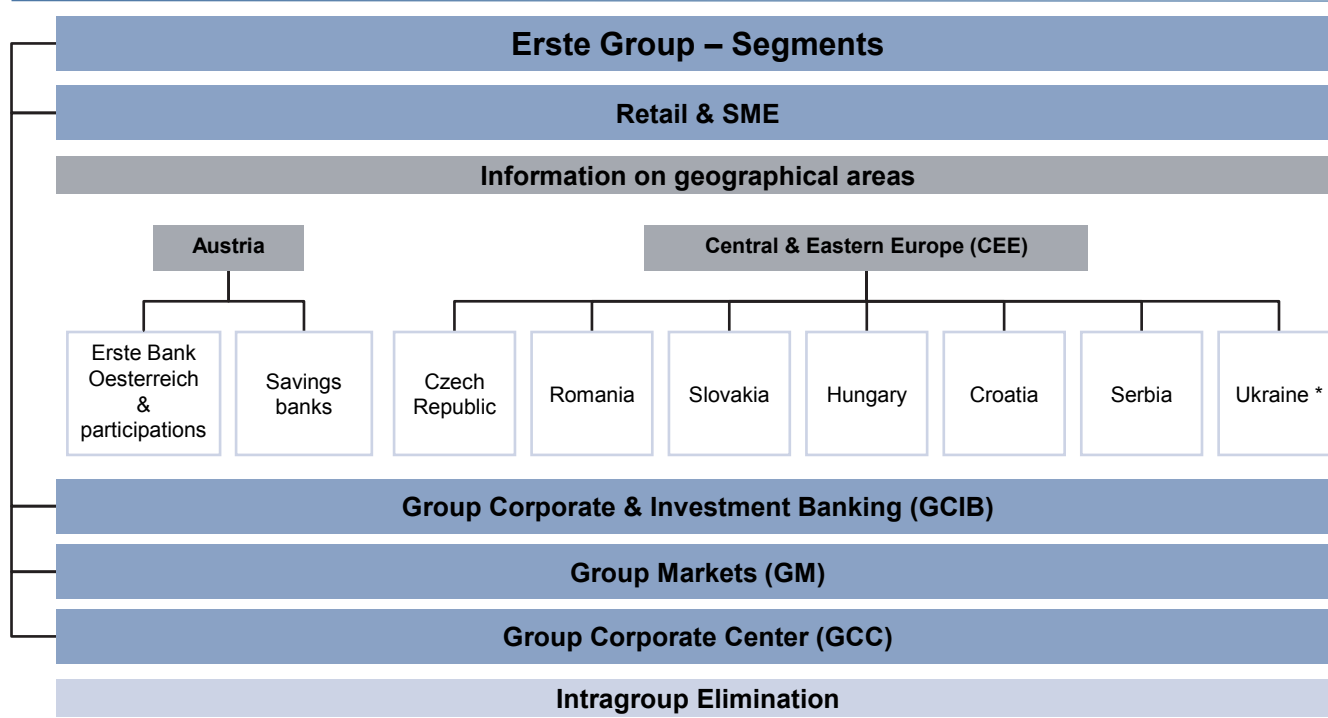 Erste Group – Segments
Retail & SME
Information on geographical areas
Austria
Central & Eastern Europe (CEE)
Erste Bank
Oesterreich
&
participations
Savings
banks
Czech
Republic
Romania
Slovakia
Hungary
Croatia
Serbia
Ukraine *
Group Corporate & Investment Banking (GCIB)
Group Markets (GM)
Group Corporate Center (GCC)
Intragroup Elimination